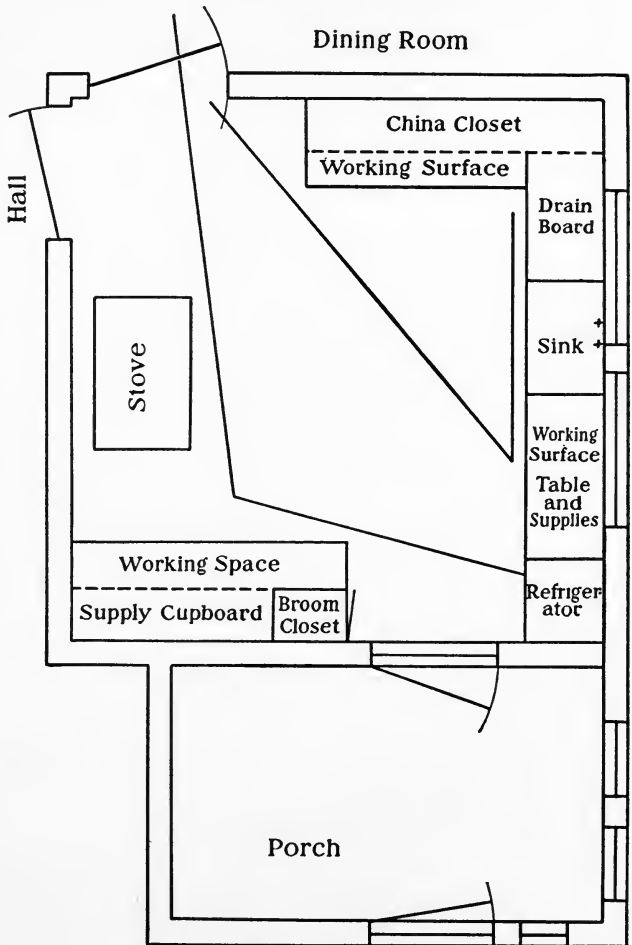 Dining Room
China Closet
Working Surface
Hall
Drain
Board
Sink
Stove
Working
Surface
Table
and
Supplies
Working Space
Supply Cupboard
Broom
Closet
Refriger
ator
Porch